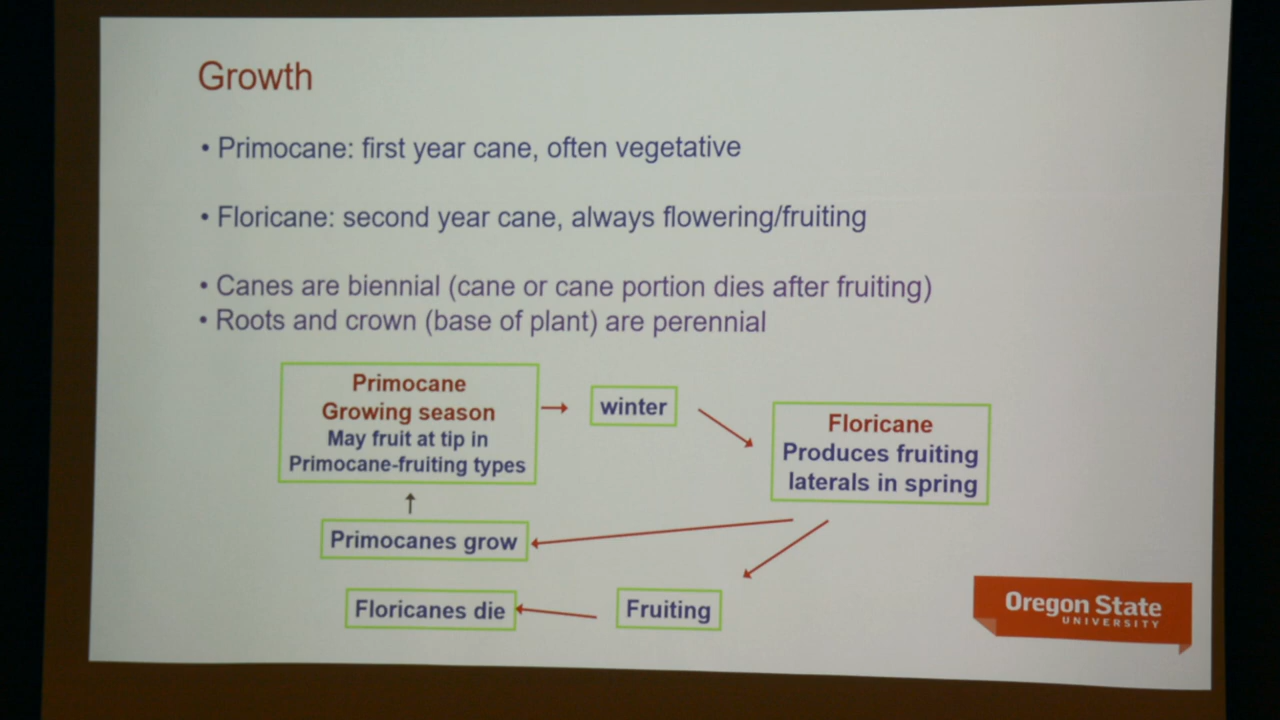 Growth
• Primocane: first year cane, often vegetative
• Floricane: second year cane, always flowering/fruiting
• Canes are biennial (cane or cane portion dies after fruiting)
• Roots and crown (base of plant) are perennial
Primocane
Growing season
May fruit at tip in
Primocane-fruiting types
winter
Floricane
Produces fruiting
laterals in spring
Primocanes grow
Floricanes die
Fruiting
Oregon State
UNIVERSITY